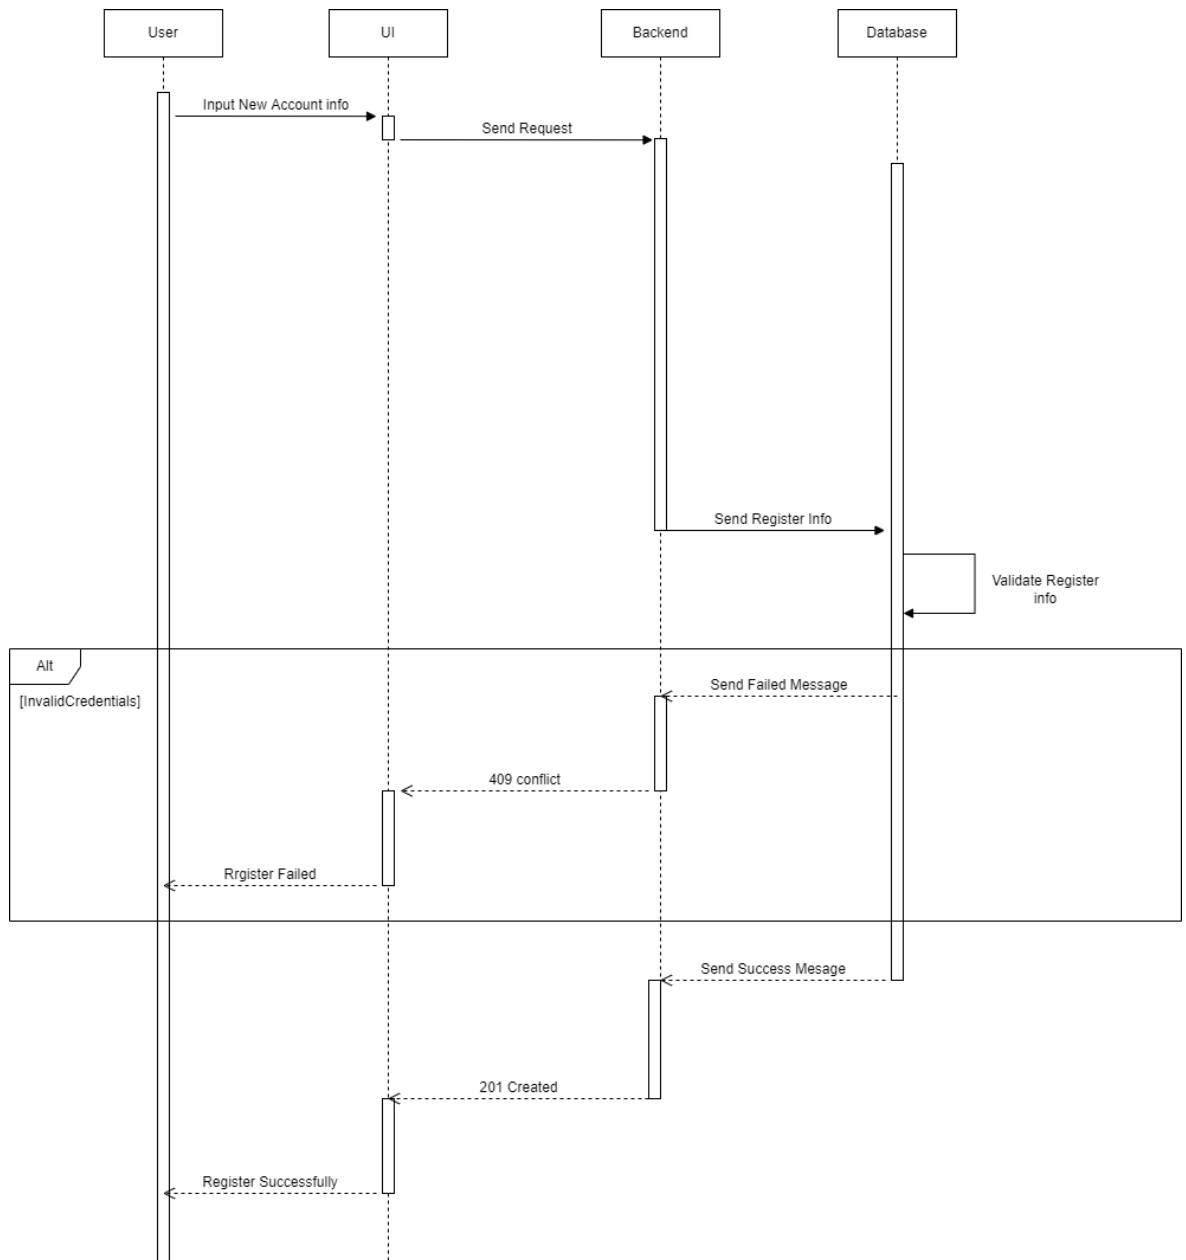 User
UI
Backend
Database
Input New Account info
Send Request
Send Register Info
Validate Register
info
Alt
[InvalidCredentials]
Send Failed Message
409 conflict
Rrgister Failed
Send Success Mesage
201 Created
Register Successfully